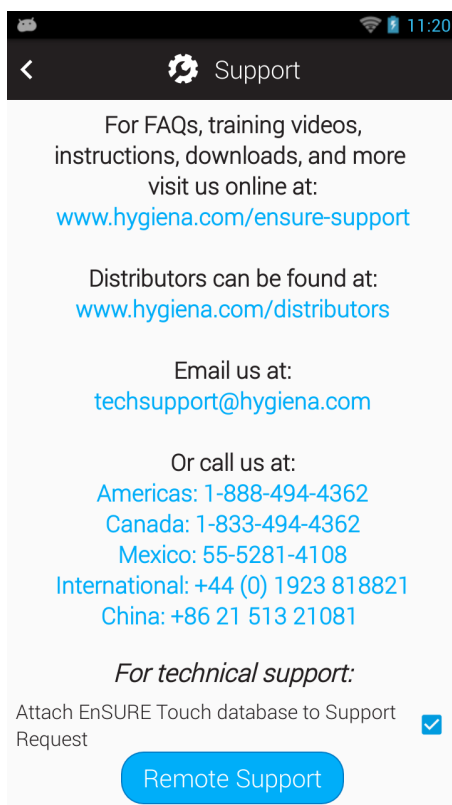 11:20
Support
For FAQs, training videos,
instructions, downloads, and more
visit us online at:
www.hygiena.com/ensure-support
Distributors can be found at:
www.hygiena.com/distributors
Email us at:
techsupport@hygiena.com
Or call us at:
Americas: 1-888-494-4362
Canada: 1-833-494-4362
Mexico: 55-5281-4108
International: +44 (0) 1923 818821
China: +86 21 513 21081
For technical support:
Attach EnSURE Touch database to Support
Request
Remote Support